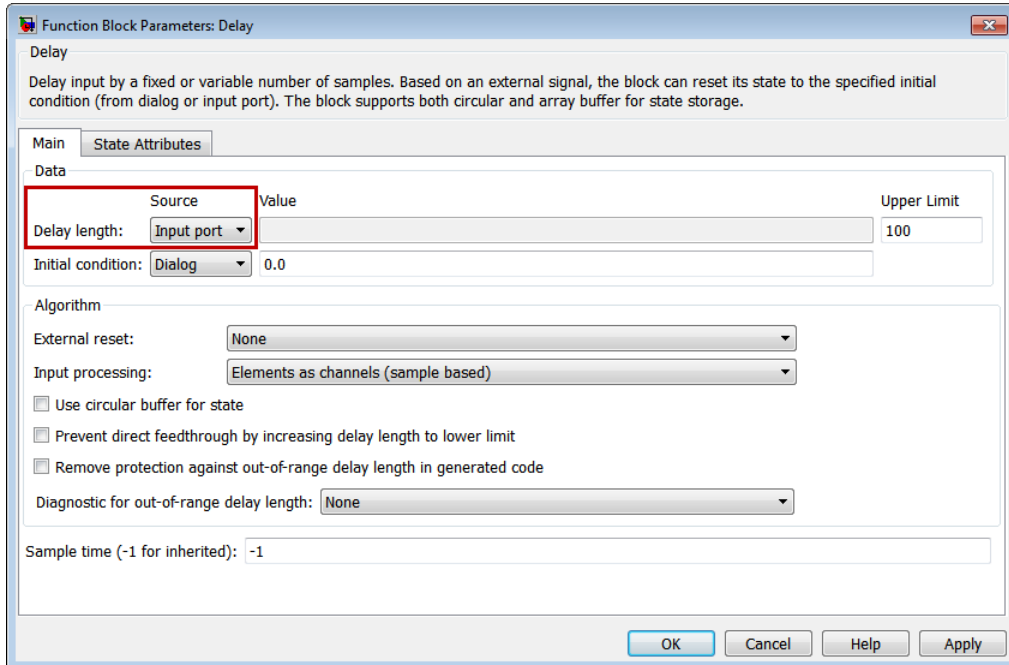 Function Block Parameters: Delay
Delay
Delay input by a fixed or variable number of samples. Based on an external signal, the block can reset its state to the specified initial
condition (from dialog or input port). The block supports both circular and array buffer for state storage.
Main State Attributes
Data
Source Value Upper Limit
Delay length: Input port 100
Initial condition: Dialog 0.0
Algorithm
External reset: None
Input processing: Elements as channels (sample based)
Use circular buffer for state
Prevent direct feedthrough by increasing delay length to lower limit
Remove protection against out-of-range delay length in generated code
Diagnostic for out-of-range delay length: None
Sample time (-1 for inherited): -1
OK Cancel Help Apply